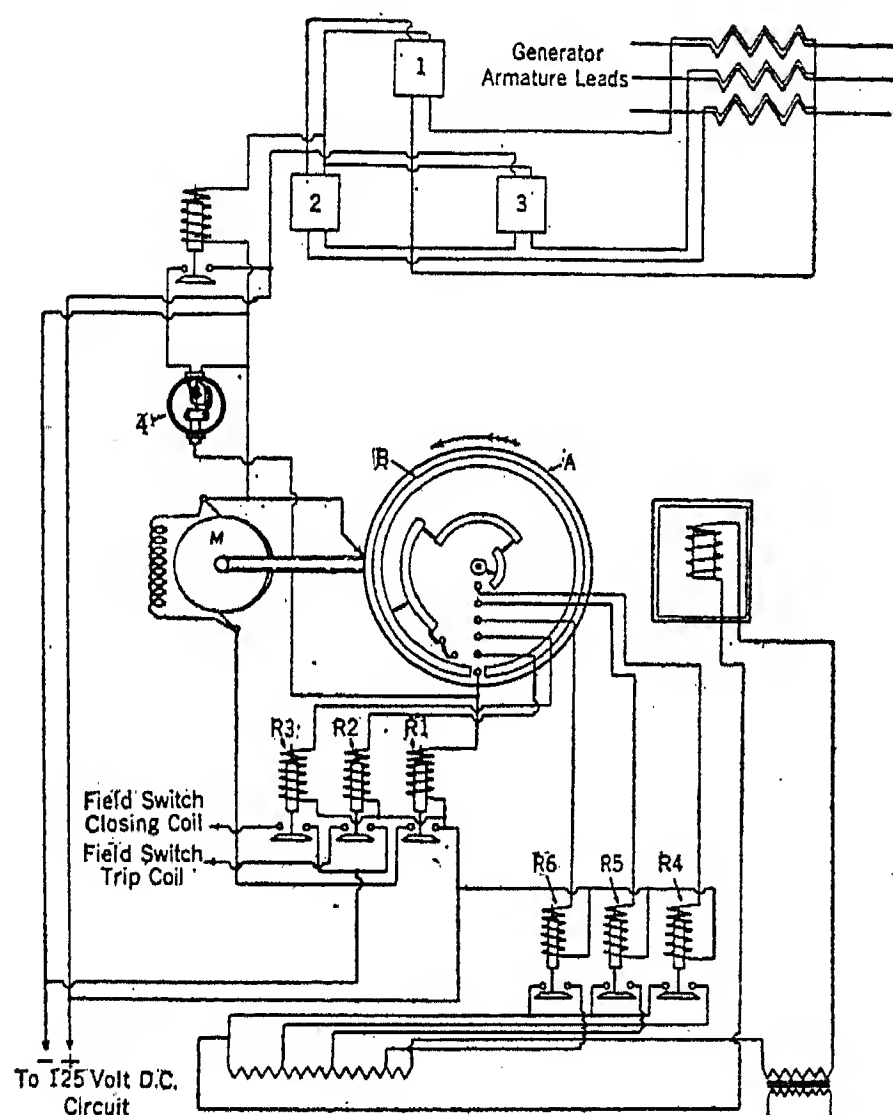 1
Generator
Armature Leads
2
3
4
B
A
M
R3
R2
R1
Field Switch
Closing Coil
Field Switch
Trip Coil
R6
R5
R4
− +
To 125 Volt D.C.
Circuit